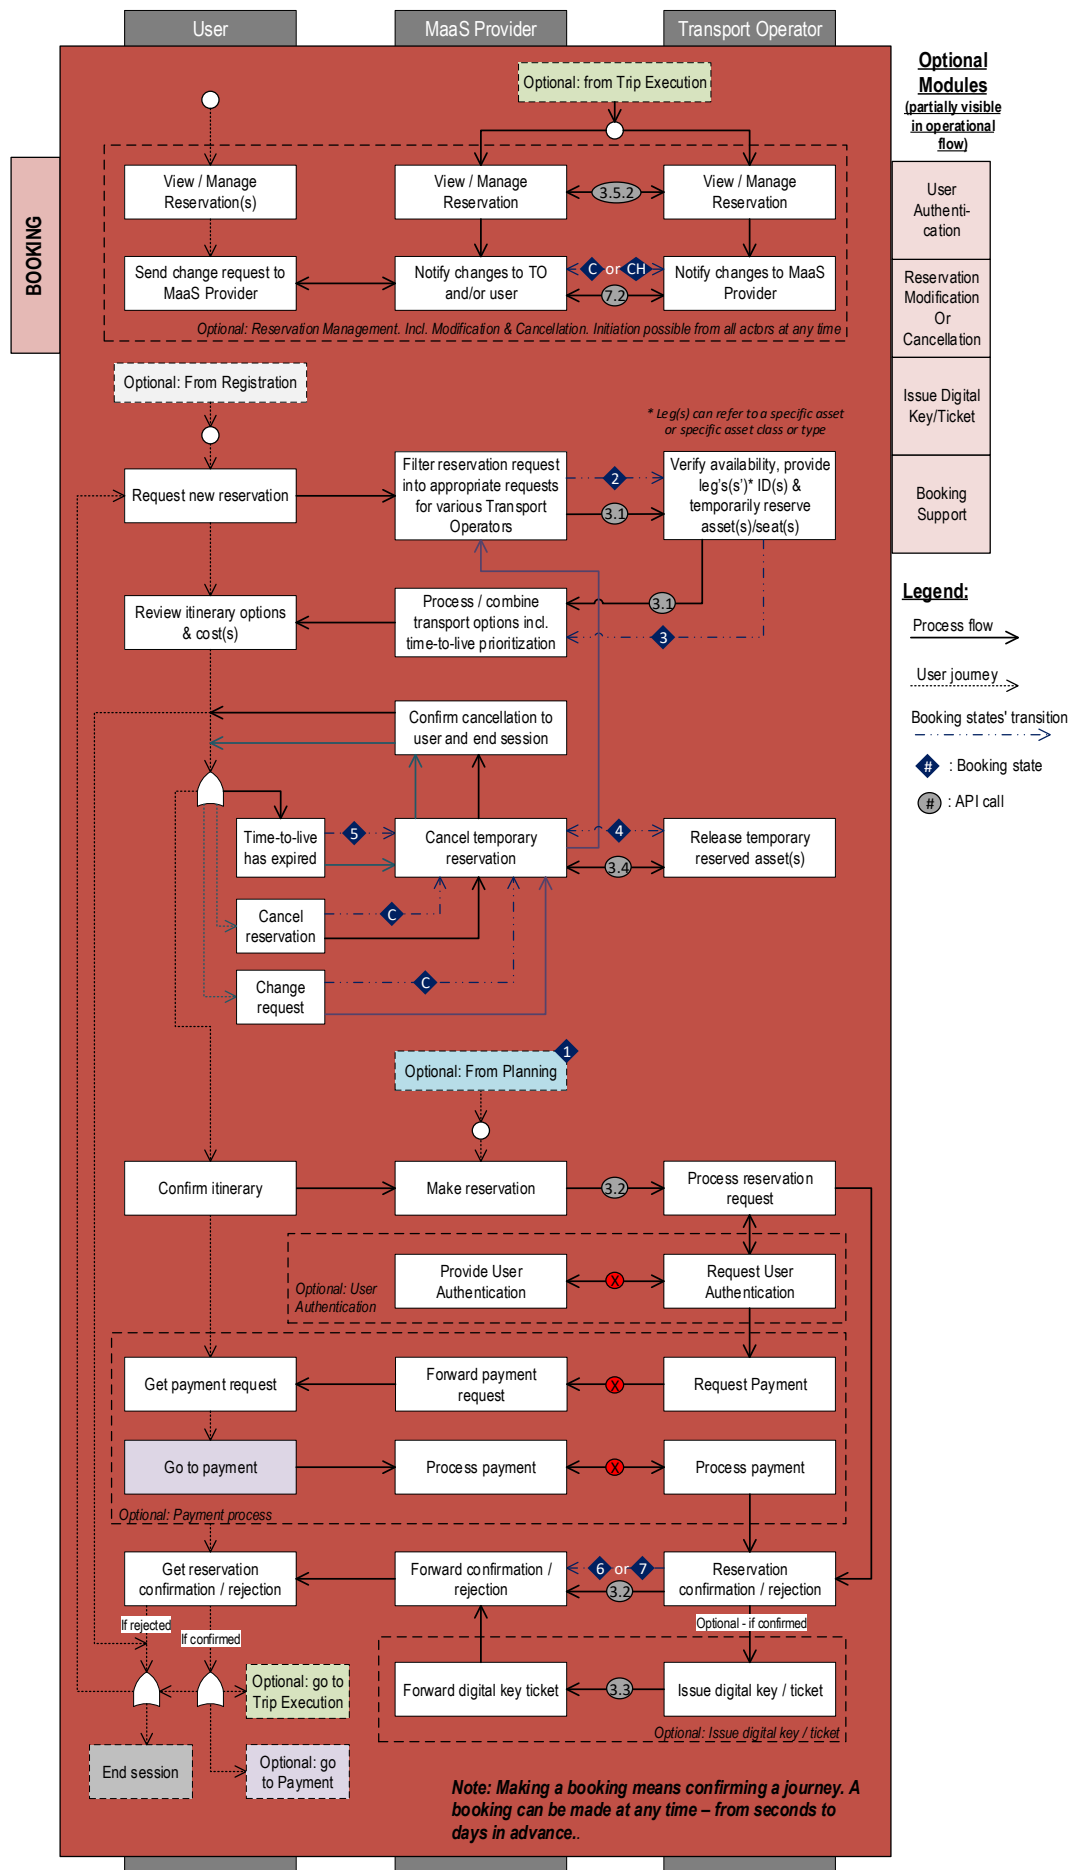 User
MaaS Provider
Transport Operator
Optional: from Trip Execution
Optional
Modules
(partially visible
in operational
flow)
BOOKING
View / Manage
Reservation(s)
View / Manage
Reservation
3.5.2
View / Manage
Reservation
User
Authenti-
cation
Send change request to
MaaS Provider
Notify changes to TO
and/or user
C or CH
7.2
Notify changes to MaaS
Provider
Optional: Reservation Management. Incl. Modification & Cancellation. Initiation possible from all actors at any time
Reservation
Modification
Or
Cancellation
Optional: From Registration
Issue Digital
Key/Ticket
* Leg(s) can refer to a specific asset
or specific asset class or type
Request new reservation
Filter reservation request
into appropriate requests
for various Transport
Operators
2
3.1
Verify availability, provide
leg's(s')* ID(s) &
temporarily reserve
asset(s)/seat(s)
Booking
Support
Review itinerary options
& cost(s)
Process / combine
transport options incl.
time-to-live prioritization
3.1
3
Legend:
Process flow
User journey
Booking states' transition
# : Booking state
# : API call
Confirm cancellation to
user and end session
Time-to-live
has expired
5
Cancel temporary
reservation
4
3.4
Release temporary
reserved asset(s)
Cancel
reservation
C
Change
request
C
1
Optional: From Planning
Confirm itinerary
Make reservation
3.2
Process reservation
request
Optional: User
Authentication
Provide User
Authentication
X
Request User
Authentication
Get payment request
Forward payment
request
X
Request Payment
Go to payment
Process payment
X
Process payment
Optional: Payment process
Get reservation
confirmation / rejection
Forward confirmation /
rejection
6 or 7
3.2
Reservation
confirmation / rejection
If rejected
If confirmed
Optional - if confirmed
Optional: go to
Trip Execution
Forward digital key ticket
3.3
Issue digital key / ticket
Optional: Issue digital key / ticket
End session
Optional: go
to Payment
Note: Making a booking means confirming a journey. A
booking can be made at any time – from seconds to
days in advance..